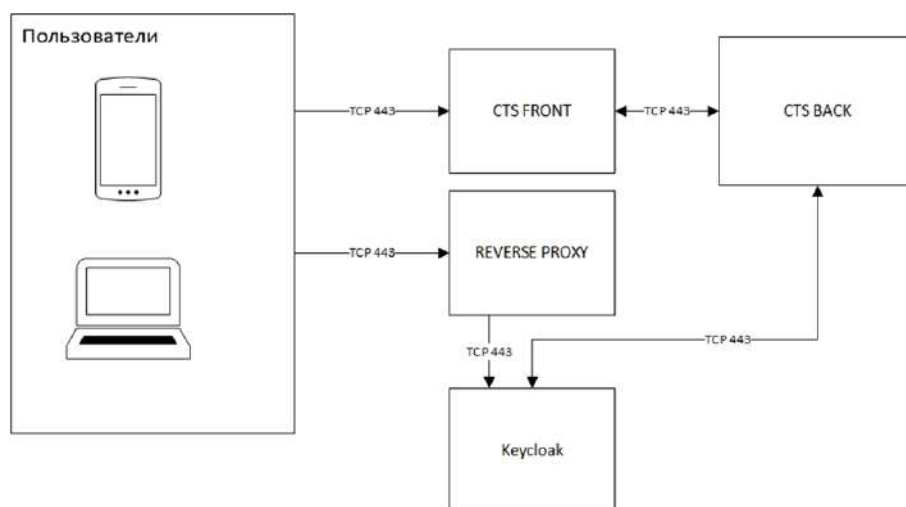 Пользователи
TCP 443
CTS FRONT
TCP 443
CTS BACK
TCP 443
REVERSE PROXY
TCP 443
TCP 443
Keycloak